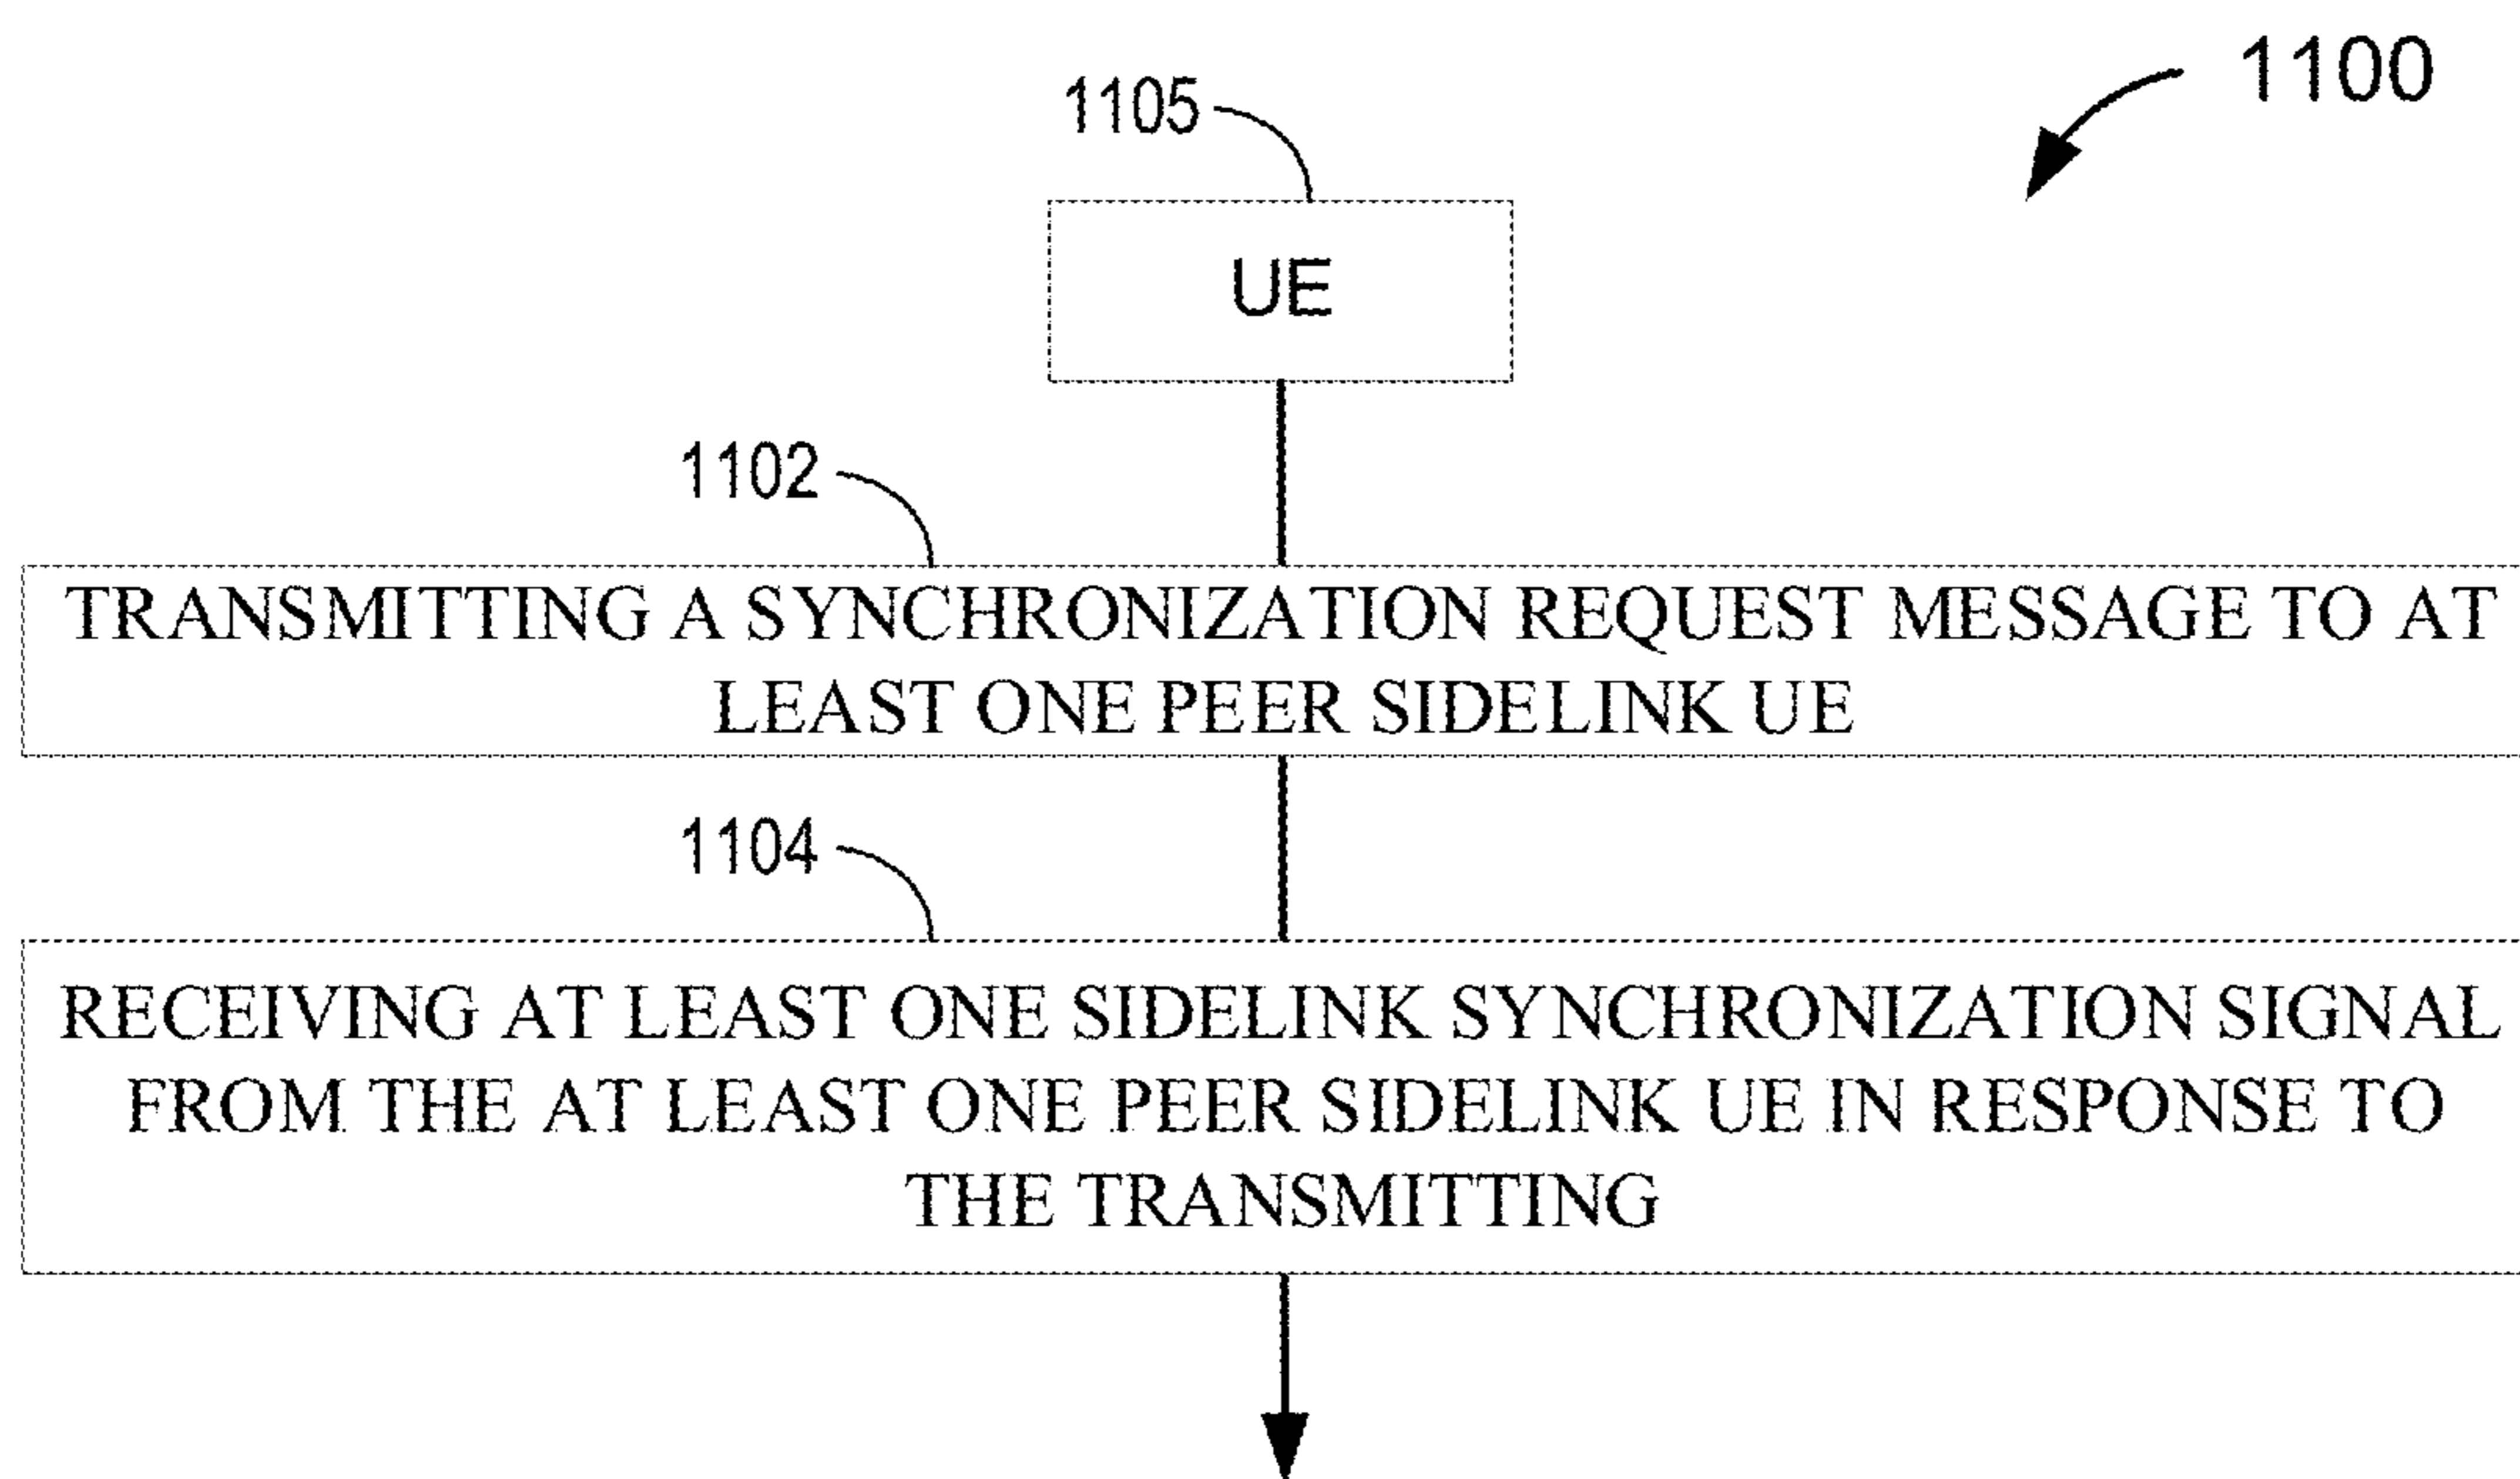 1100
1105
UE
1102
TRANSMITTING A SYNCHRONIZATION REQUEST MESSAGE TO AT
LEAST ONE PEER SIDELINK UE
1104
RECEIVING AT LEAST ONE SIDELINK SYNCHRONIZATION SIGNAL
FROM THE AT LEAST ONE PEER SIDELINK UE IN RESPONSE TO
THE TRANSMITTING